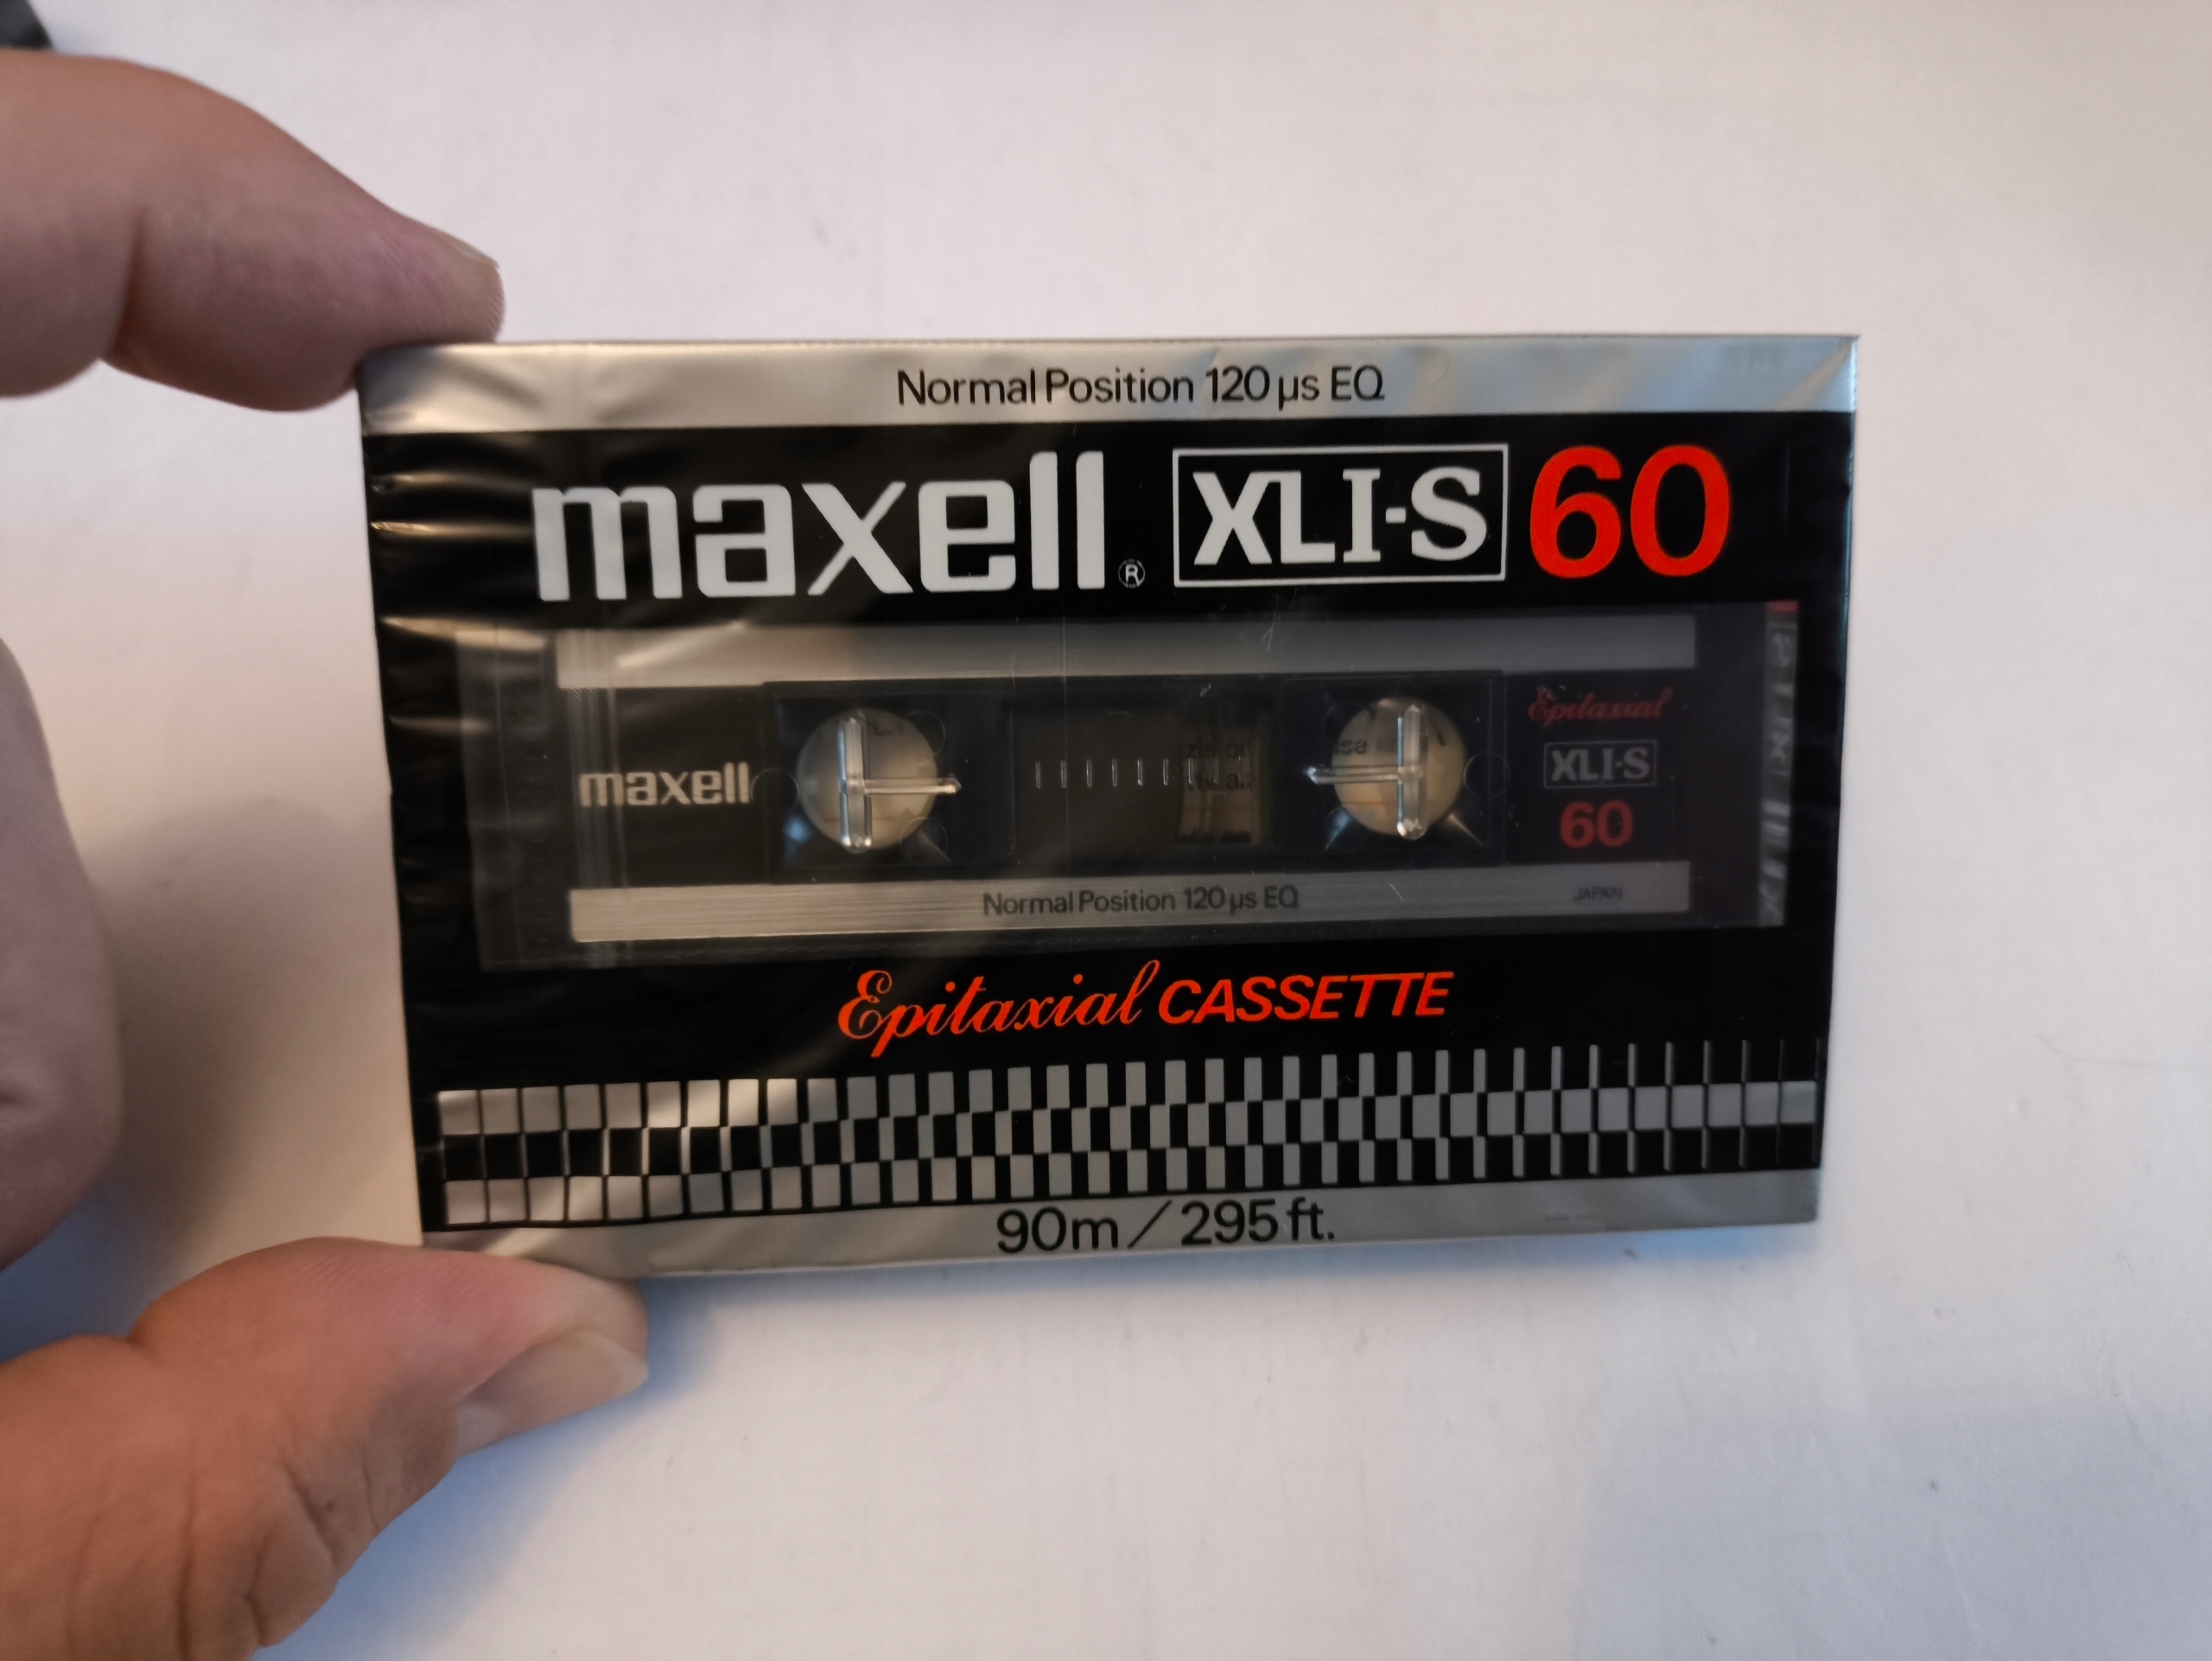 Normal Position 120 µs EQ
maxell® XLI-S 60
Epitaxial
maxell
XLI-S
60
Normal Position 120 µs EQ
JAPAN
Epitaxial CASSETTE
90m / 295 ft.